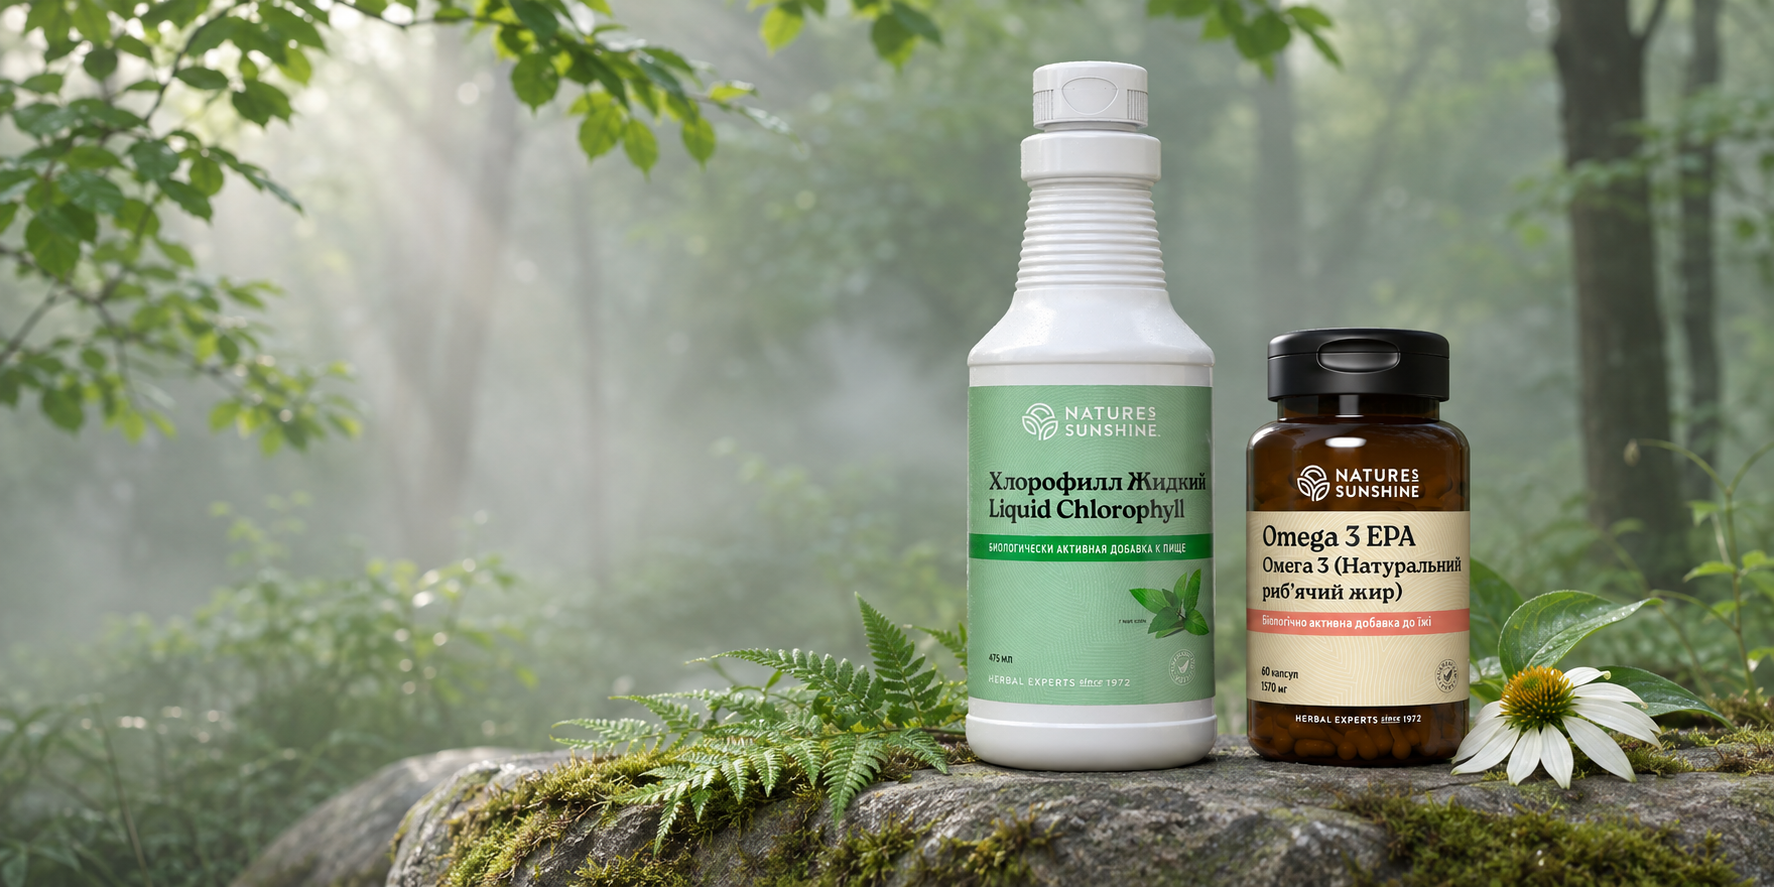 NATURES
SUNSHINE.
Хлорофилл Жидкий
Liquid Chlorophyll
БИОЛОГИЧЕСКИ АКТИВНАЯ ДОБАВКА К ПИЩЕ
475 мл
HERBAL EXPERTS since 1972
NATURES
SUNSHINE
Omega 3 EPA
Омега 3 (Натуральний
риб’ячий жир)
Біологічно активна добавка до їжі
60 капсул
1570 мг
HERBAL EXPERTS since 1972